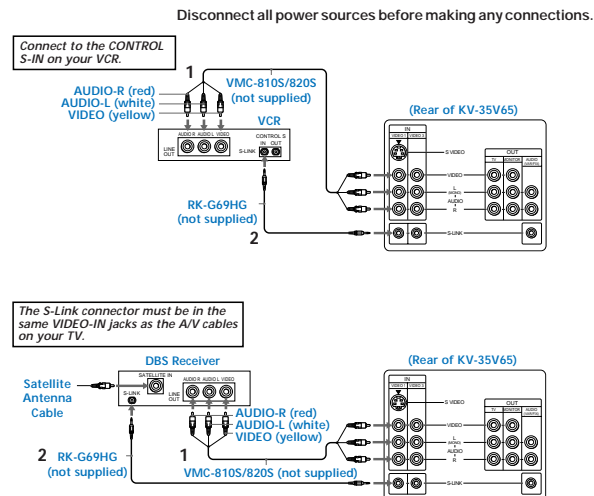 Disconnect all power sources before making any connections.
Connect to the CONTROL
S-IN on your VCR.
1
AUDIO-R (red)
AUDIO-L (white)
VIDEO (yellow)
VMC-810S/820S
(not supplied)
VCR
AUDIO R AUDIO L VIDEO
LINE
OUT
CONTROL S
IN OUT
S-LINK
RK-G69HG
(not supplied)
2
(Rear of KV-35V65)
IN
VIDEO 1 VIDEO 3
S VIDEO
VIDEO
L
(MONO)
AUDIO
R
S-LINK
OUT
TV MONITOR AUDIO
(VAR/FIX)
The S-Link connector must be in the
same VIDEO-IN jacks as the A/V cables
on your TV.
DBS Receiver
Satellite
Antenna
Cable
SATELLITE IN
S-LINK
LINE
OUT
AUDIO R AUDIO L VIDEO
AUDIO-R (red)
AUDIO-L (white)
VIDEO (yellow)
2 RK-G69HG
(not supplied)
1
VMC-810S/820S (not supplied)
(Rear of KV-35V65)
IN
VIDEO 1 VIDEO 3
S VIDEO
VIDEO
L
(MONO)
AUDIO
R
S-LINK
OUT
TV MONITOR AUDIO
(VAR/FIX)